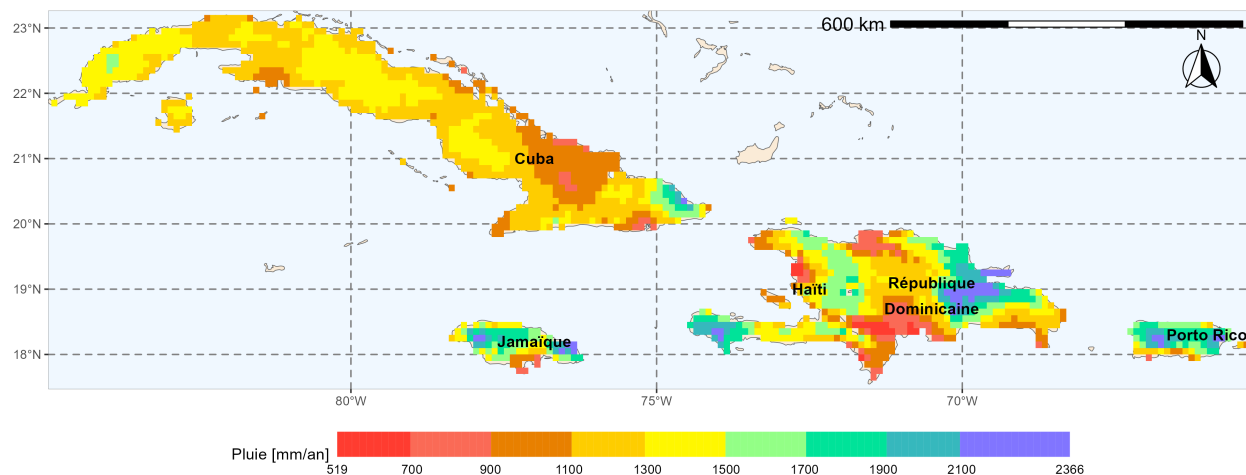 600 km
N
23°N
22°N
21°N
20°N
19°N
18°N
Cuba
Haïti
République
Dominicaine
Jamaïque
Porto Rico
80°W
75°W
70°W
Pluie [mm/an]
519 700 900 1100 1300 1500 1700 1900 2100 2366